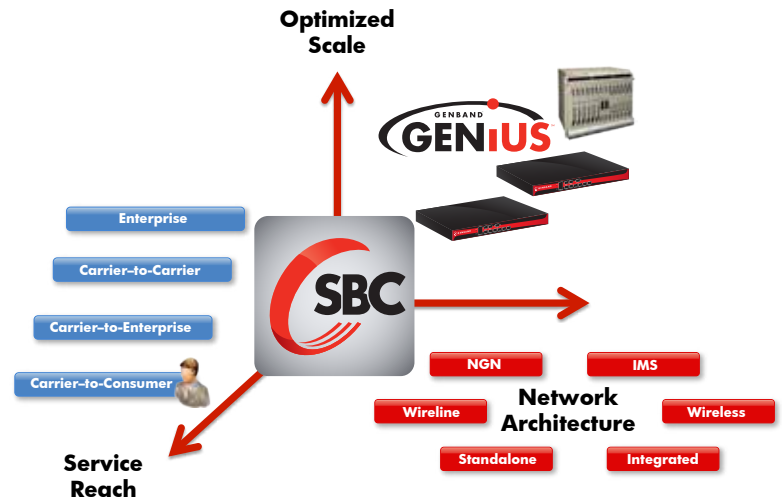 Optimized
Scale
GENBAND
GENiUS
Enterprise
Carrier–to-Carrier
Carrier–to-Enterprise
Carrier–to-Consumer
SBC
NGN
IMS
Wireline
Network
Architecture
Wireless
Standalone
Integrated
Service
Reach